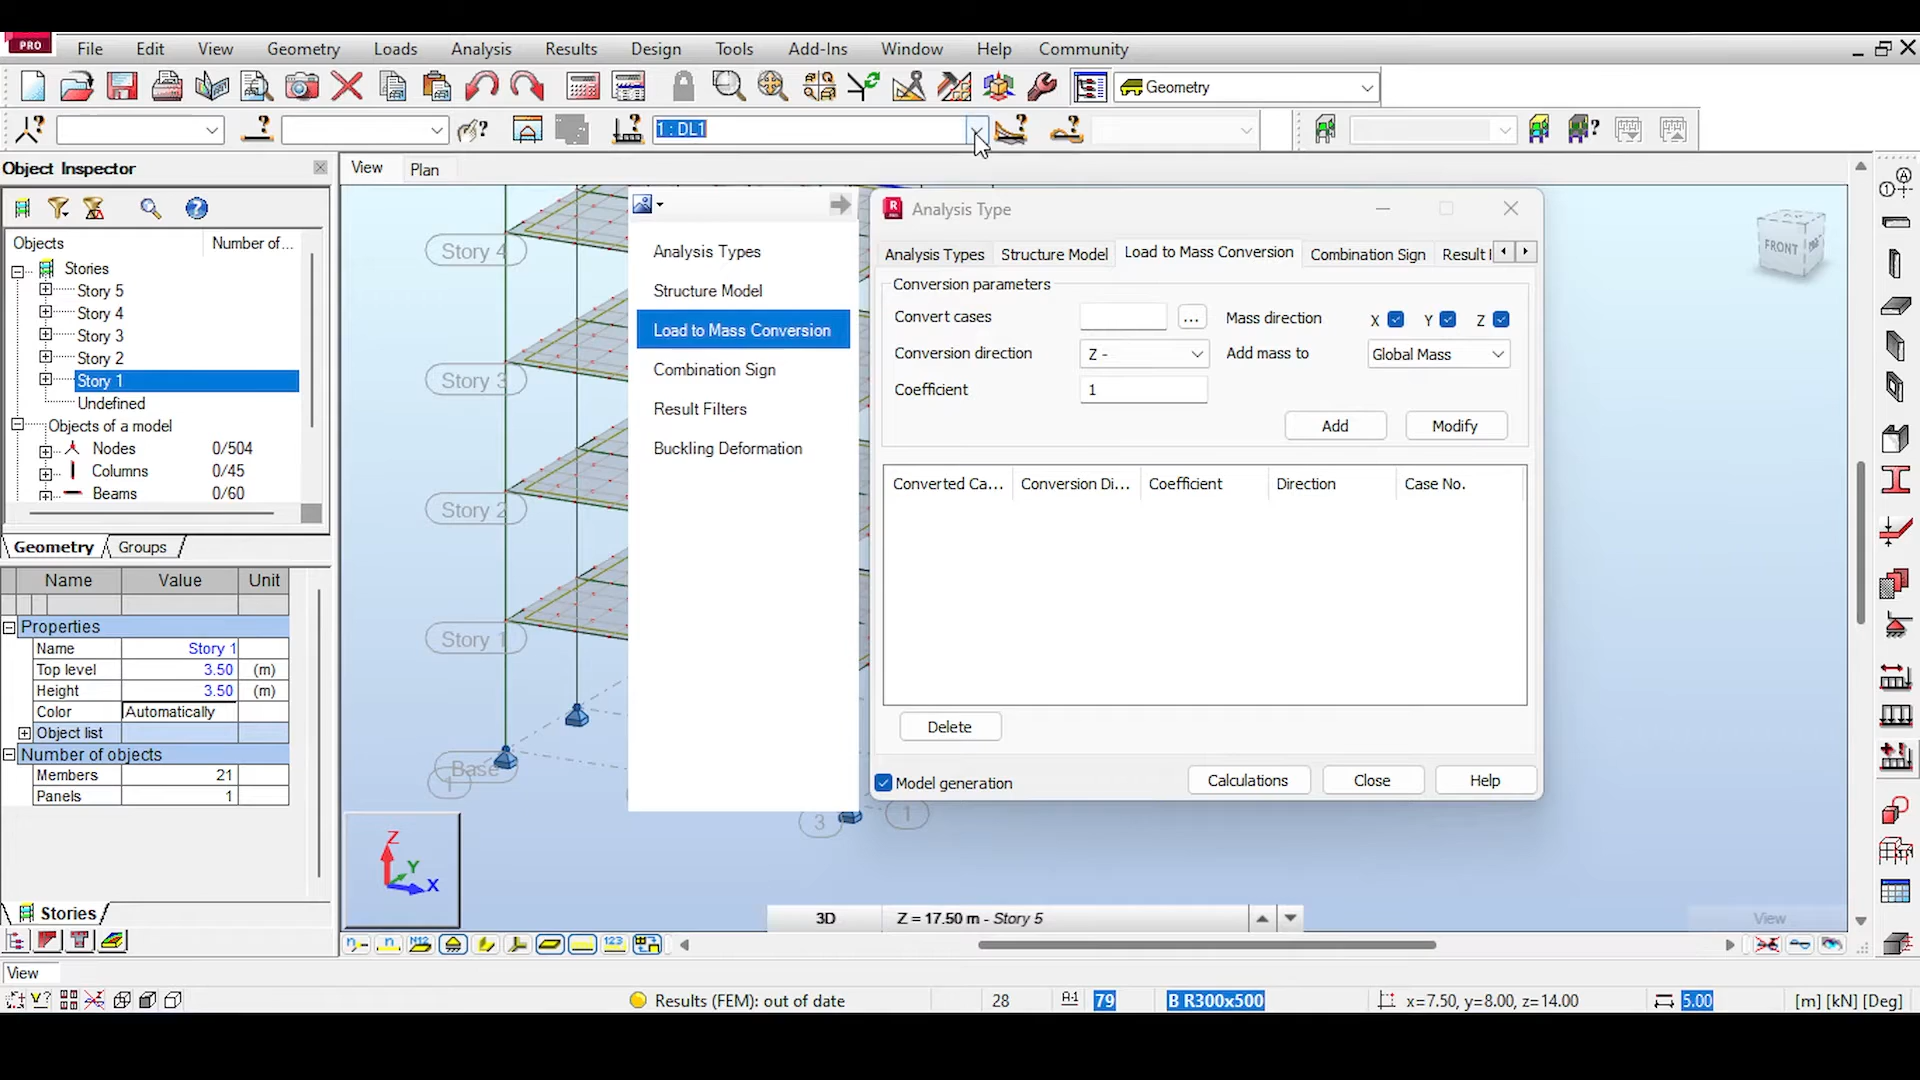 PRO File Edit View Geometry Loads Analysis Results Design Tools Add-Ins Window Help Community
Geometry
1 : DL1
Object Inspector
View Plan
Objects Number of...
Stories
Story 5
Story 4
Story 3
Story 2
Story 1
Undefined
Objects of a model
Nodes 0/504
Columns 0/45
Beams 0/60
Geometry Groups
Name Value Unit
Properties
Name Story 1
Top level 3.50 (m)
Height 3.50 (m)
Color Automatically
Object list
Number of objects
Members 21
Panels 1
Stories
Story 4
Story 3
Story 2
Story 1
Base
1
3
1
Z
Y
X
Analysis Types
Structure Model
Load to Mass Conversion
Combination Sign
Result Filters
Buckling Deformation
Analysis Type
Analysis Types Structure Model Load to Mass Conversion Combination Sign Result
Conversion parameters
Convert cases ... Mass direction X Y Z
Conversion direction Z - Add mass to Global Mass
Coefficient 1
Add Modify
Converted Ca... Conversion Di... Coefficient Direction Case No.
Delete
Model generation Calculations Close Help
FRONT
3D Z = 17.50 m - Story 5
View
View
Results (FEM): out of date 28 79 B R300x500 x=7.50, y=8.00, z=14.00 5.00 [m] [kN] [Deg]